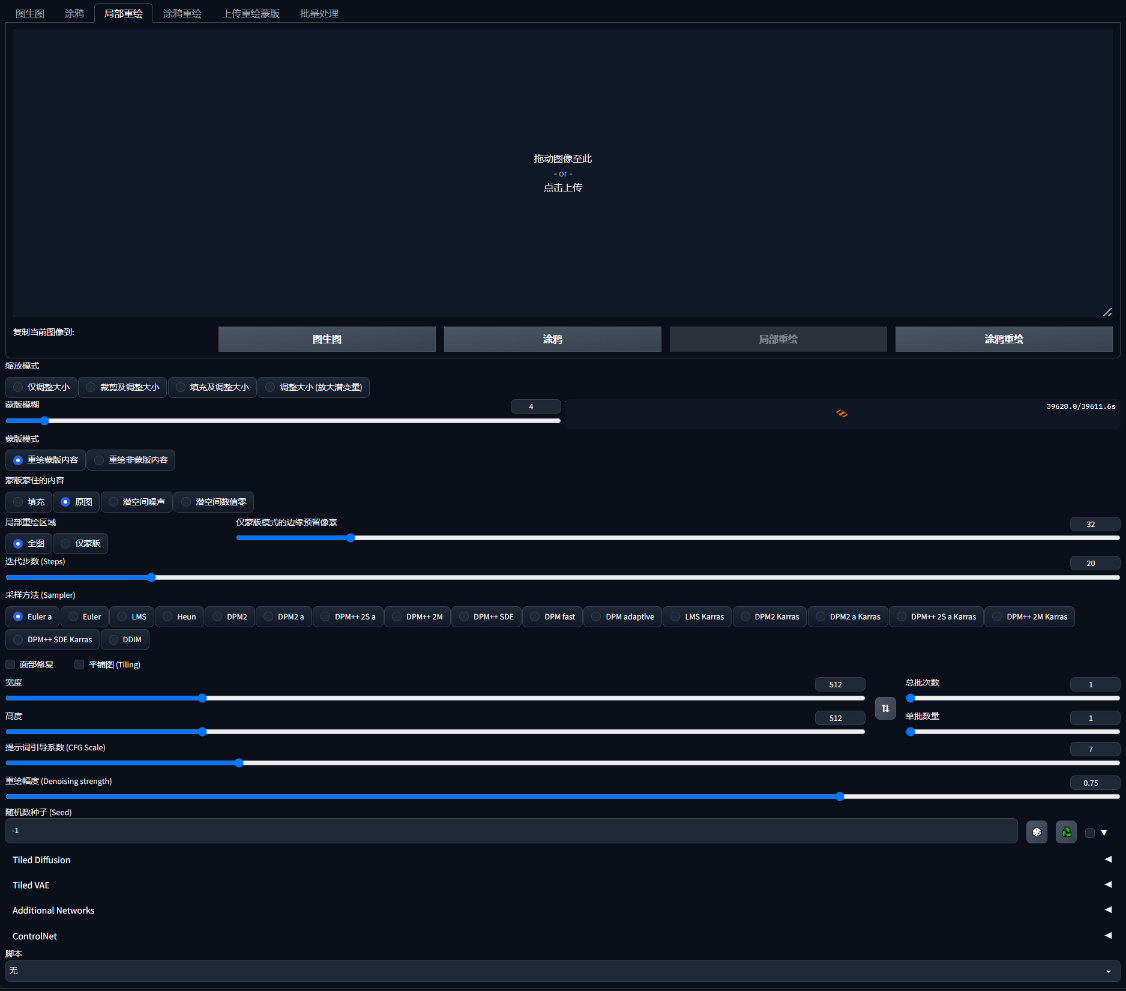 图生图 涂鸦 局部重绘 涂鸦重绘 上传重绘蒙版 批量处理
拖动图像至此
- or -
点击上传
复制当前图像到: 图生图 涂鸦 局部重绘 涂鸦重绘
缩放模式
仅调整大小 裁剪及调整大小 填充及调整大小 调整大小 (放大潜变量)
蒙版模糊 4 39620.0/39611.6s
蒙版模式
重绘蒙版内容 重绘非蒙版内容
蒙版蒙住的内容
填充 原图 潜空间噪声 潜空间数值零
局部重绘区域 仅蒙版模式的边缘预留像素 32
全图 仅蒙版
迭代步数 (Steps) 20
采样方法 (Sampler)
Euler a Euler LMS Heun DPM2 DPM2 a DPM++ 2S a DPM++ 2M DPM++ SDE DPM fast DPM adaptive LMS Karras DPM2 Karras DPM2 a Karras DPM++ 2S a Karras DPM++ 2M Karras
DPM++ SDE Karras DDIM
面部修复 平铺图 (Tiling)
宽度 512 总批次数 1
高度 512 单批数量 1
提示词引导系数 (CFG Scale) 7
重绘幅度 (Denoising strength) 0.75
随机数种子 (Seed)
-1
Tiled Diffusion
Tiled VAE
Additional Networks
ControlNet
脚本
无